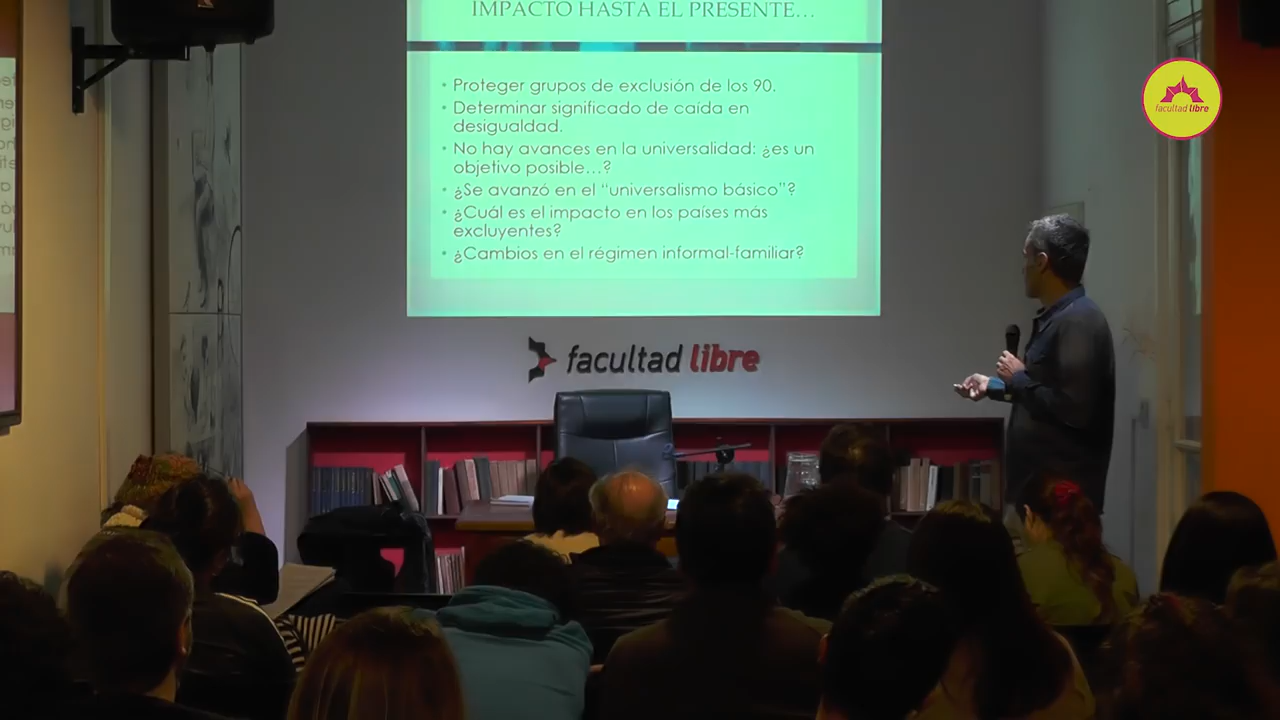 IMPACTO HASTA EL PRESENTE...
• Proteger grupos de exclusión de los 90.
• Determinar significado de caída en
desigualdad.
• No hay avances en la universalidad: ¿es un
objetivo posible...?
• ¿Se avanzó en el “universalismo básico”?
• ¿Cuál es el impacto en los países más
excluyentes?
• ¿Cambios en el régimen informal-familiar?
facultad libre
facultad libre